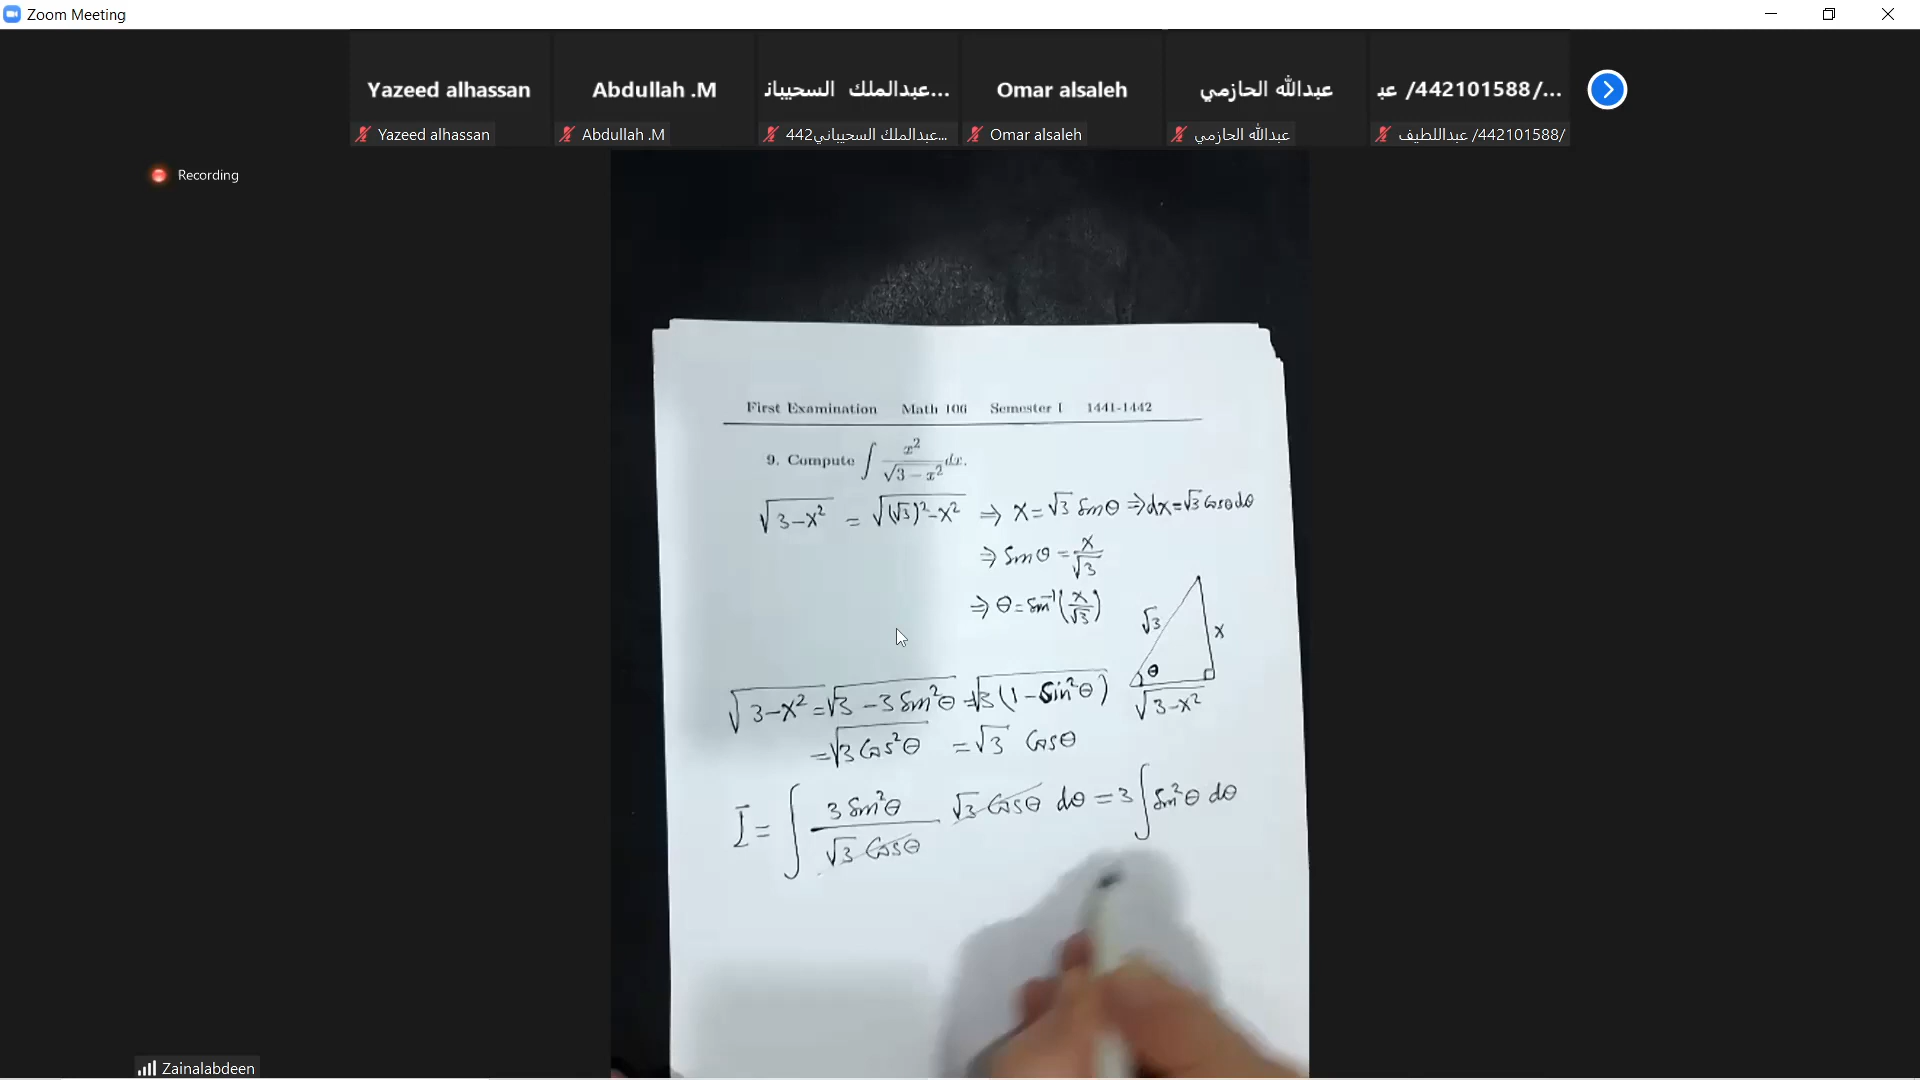 Zoom Meeting
Yazeed alhassan
Abdullah .M
عبدالملك السحيباني...
Omar alsaleh
عبدالله الحازمي
عبد /442101588/...
Yazeed alhassan
Abdullah .M
عبدالملك السحيباني442...
Omar alsaleh
عبدالله الحازمي
عبداللطيف /442101588/
Recording
First Examination Math 106 Semester I 1441-1442
9. Compute ∫ x²/√(3 − x²) dx.
√(3−x²) = √((√3)²−x²) ⇒ x = √3 Sinθ ⇒ dx = √3 Cosθ dθ
⇒ Sinθ = x/√3
⇒ θ = Sin⁻¹(x/√3)
√3
x
θ
√(3−x²)
√(3−x²) = √(3−3 Sin²θ) = √(3(1−Sin²θ))
= √(3 Cos²θ) = √3 Cosθ
I = ∫ (3 Sin²θ)/(√3 Cosθ) √3 Cosθ dθ = 3 ∫ Sin²θ dθ
Zainalabdeen